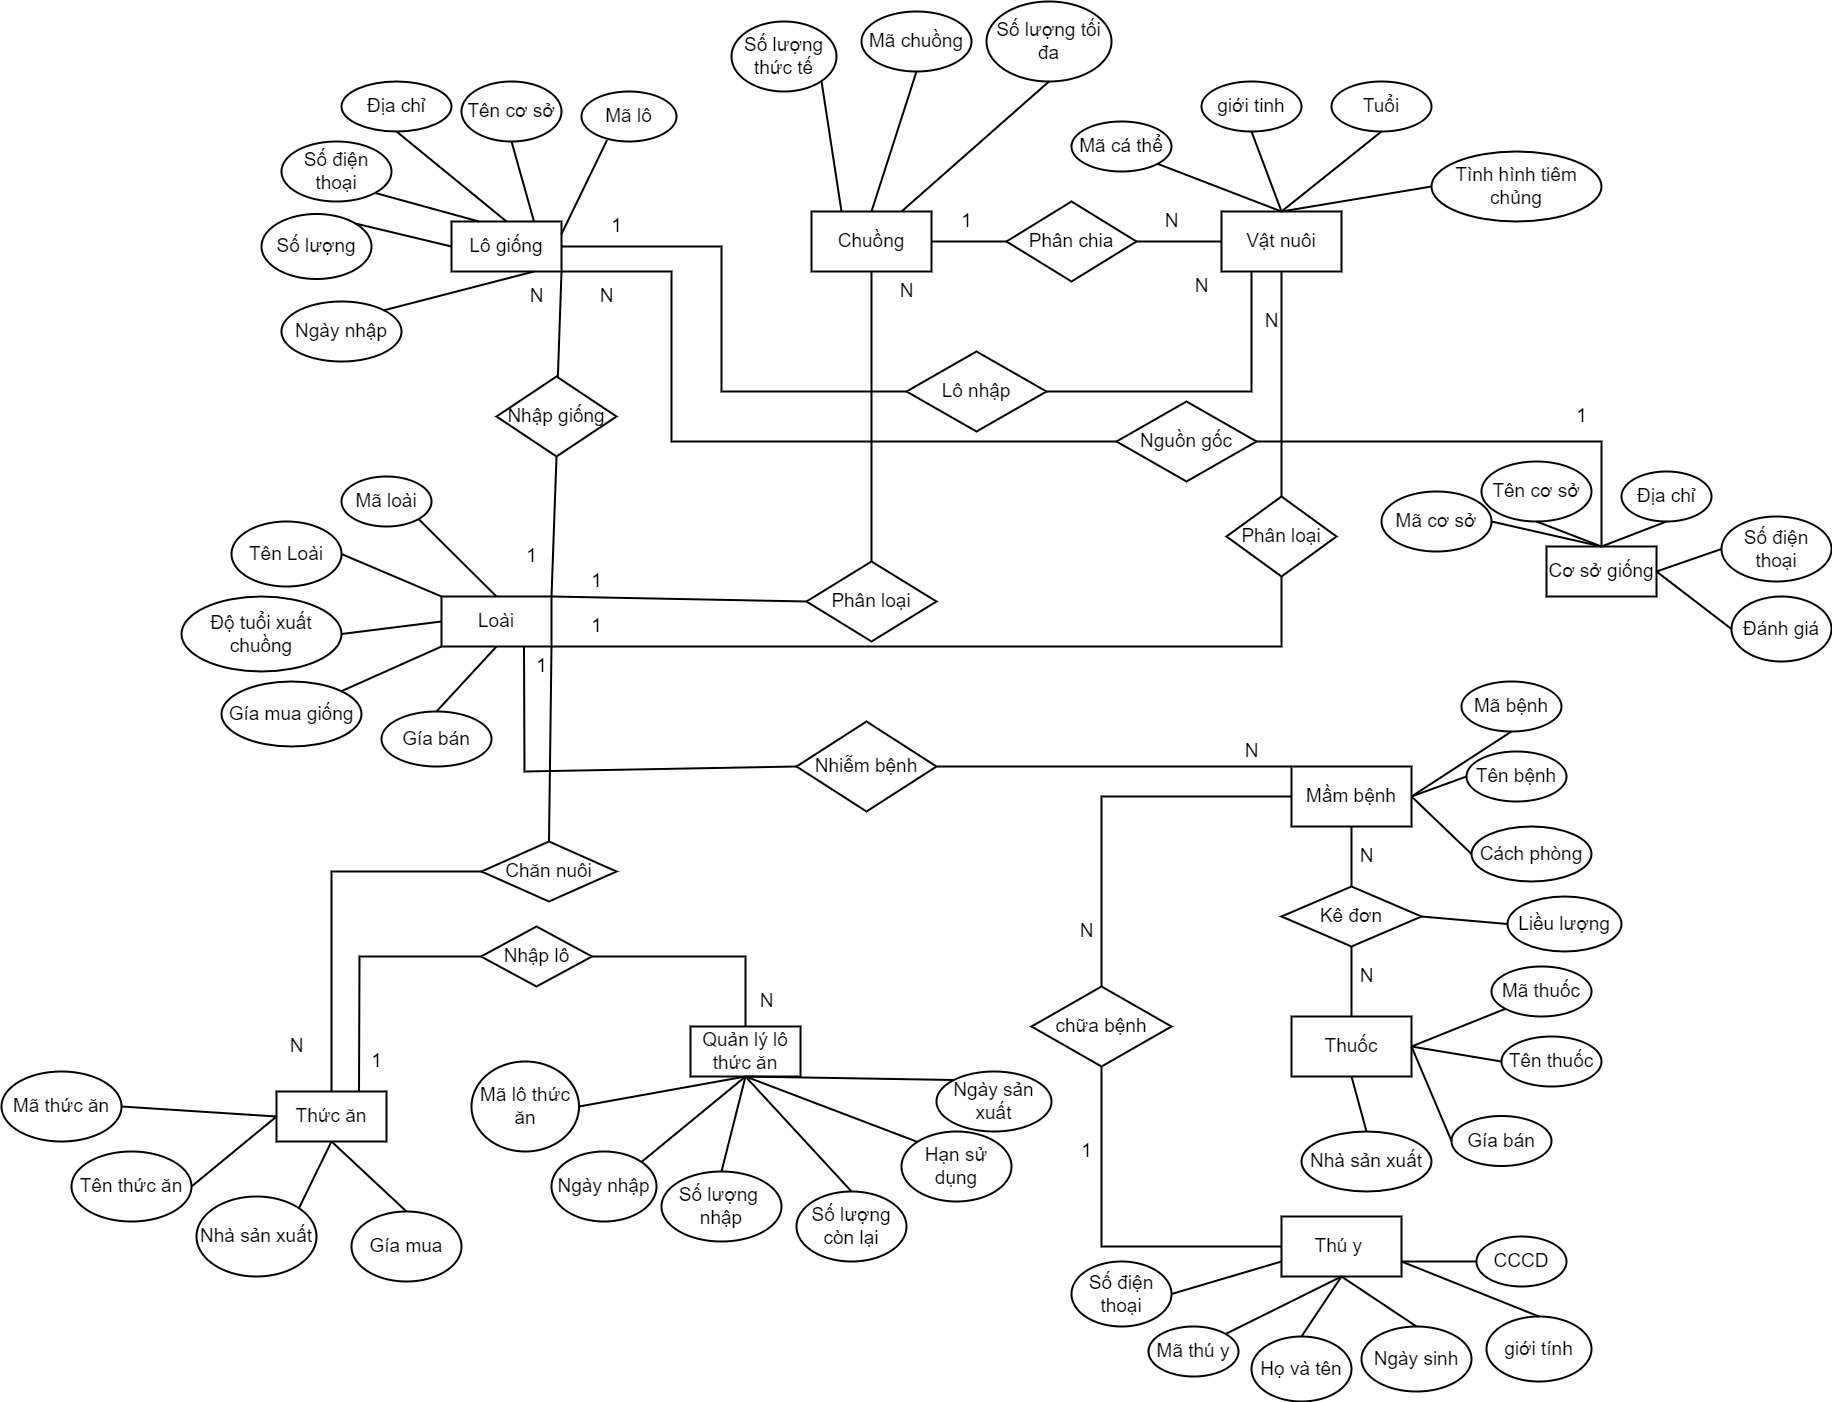 Số lượng
thức tế
Mã chuồng
Số lượng tối
đa
Địa chỉ
Tên cơ sở
Mã lô
giới tinh
Tuổi
Mã cá thể
Số điện
thoại
Tình hình tiêm
chủng
Số lượng
Lô giống
1
Chuồng
1
Phân chia
N
Vật nuôi
N
N
N
N
N
Ngày nhập
Lô nhập
Nhập giống
Nguồn gốc
1
Mã loài
Tên cơ sở
Địa chỉ
Mã cơ sở
Tên Loài
1
Phân loại
Số điện
thoại
Cơ sở giống
1
Phân loại
Độ tuổi xuất
chuồng
Loài
1
Đánh giá
1
Gía mua giống
Gía bán
Mã bệnh
Nhiễm bệnh
N
Tên bệnh
Mầm bệnh
Cách phòng
N
Chăn nuôi
Kê đơn
Liều lượng
N
Nhập lô
N
Mã thuốc
N
N
1
Quản lý lô
thức ăn
chữa bệnh
Thuốc
Tên thuốc
Mã thức ăn
Thức ăn
Mã lô thức
ăn
Ngày sản
xuất
Hạn sử
dụng
1
Gía bán
Nhà sản xuất
Tên thức ăn
Ngày nhập
Số lượng
nhập
Số lượng
còn lại
Nhà sản xuất
Gía mua
Thú y
CCCD
Số điện
thoại
Mã thú y
Họ và tên
Ngày sinh
giới tính